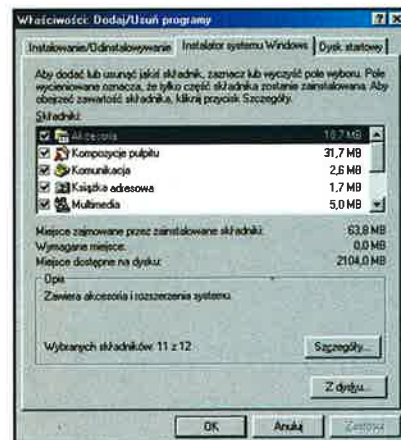 Właściwości: Dodaj/Usuń programy
Instalowanie/Odinstalowywanie
Instalator systemu Windows
Dysk startowy
Aby dodać lub usunąć jakiś składnik, zaznacz lub wyczyść pole wyboru. Pole
wycieniowane oznacza, że tylko część składnika zostanie zainstalowana. Aby
obejrzeć zawartość składnika, kliknij przycisk Szczegóły.
Składniki:
Akcesoria 18,7 MB
Kompozycje pulpitu 31,7 MB
Komunikacja 2,6 MB
Książka adresowa 1,7 MB
Multimedia 5,0 MB
Miejsce zajmowane przez zainstalowane składniki: 63,8 MB
Wymagane miejsce: 0,0 MB
Miejsce dostępne na dysku: 2104,0 MB
Opis
Zawiera akcesoria i rozszerzenia systemu.
Wybranych składników: 11 z 12
Szczegóły...
Z dysku...
OK Anuluj Zastosuj